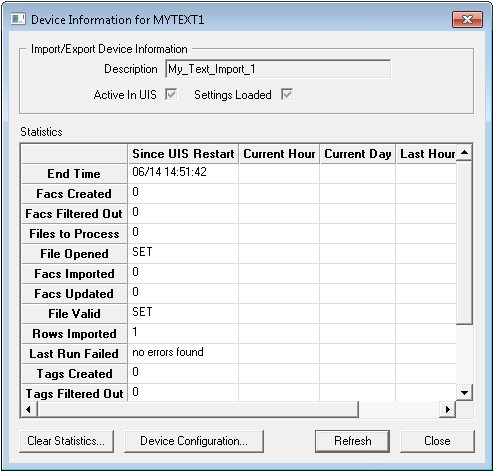 Device Information for MYTEXT1
Import/Export Device Information
Description My_Text_Import_1
Active In UIS Settings Loaded
Statistics
Since UIS Restart Current Hour Current Day Last Hour
End Time 06/14 14:51:42
Facs Created 0
Facs Filtered Out 0
Files to Process 0
File Opened SET
Facs Imported 0
Facs Updated 0
File Valid SET
Rows Imported 1
Last Run Failed no errors found
Tags Created 0
Tags Filtered Out 0
Clear Statistics... Device Configuration... Refresh Close